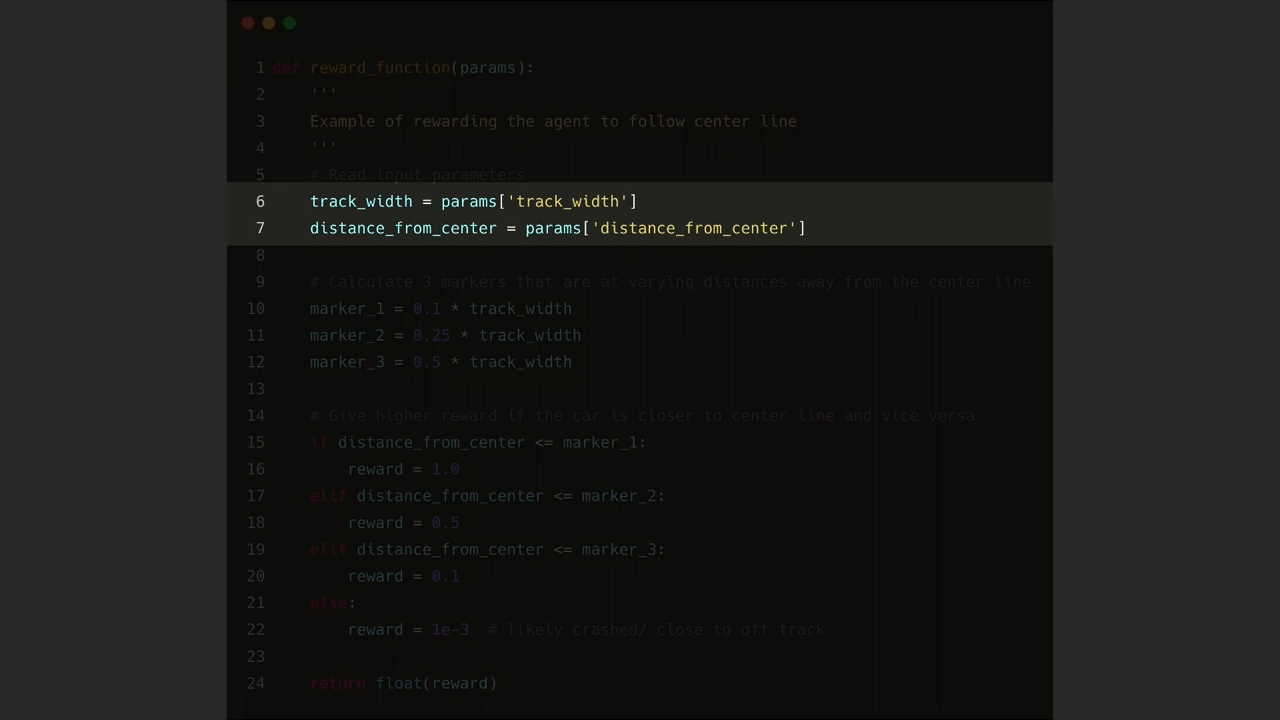 1 def reward_function(params):
2     '''
3     Example of rewarding the agent to follow center line
4     '''
5     # Read input parameters
6     track_width = params['track_width']
7     distance_from_center = params['distance_from_center']
8
9     # Calculate 3 markers that are at varying distances away from the center line
10     marker_1 = 0.1 * track_width
11     marker_2 = 0.25 * track_width
12     marker_3 = 0.5 * track_width
13
14     # Give higher reward if the car is closer to center line and vice versa
15     if distance_from_center <= marker_1:
16         reward = 1.0
17     elif distance_from_center <= marker_2:
18         reward = 0.5
19     elif distance_from_center <= marker_3:
20         reward = 0.1
21     else:
22         reward = 1e-3  # likely crashed/ close to off track
23
24     return float(reward)